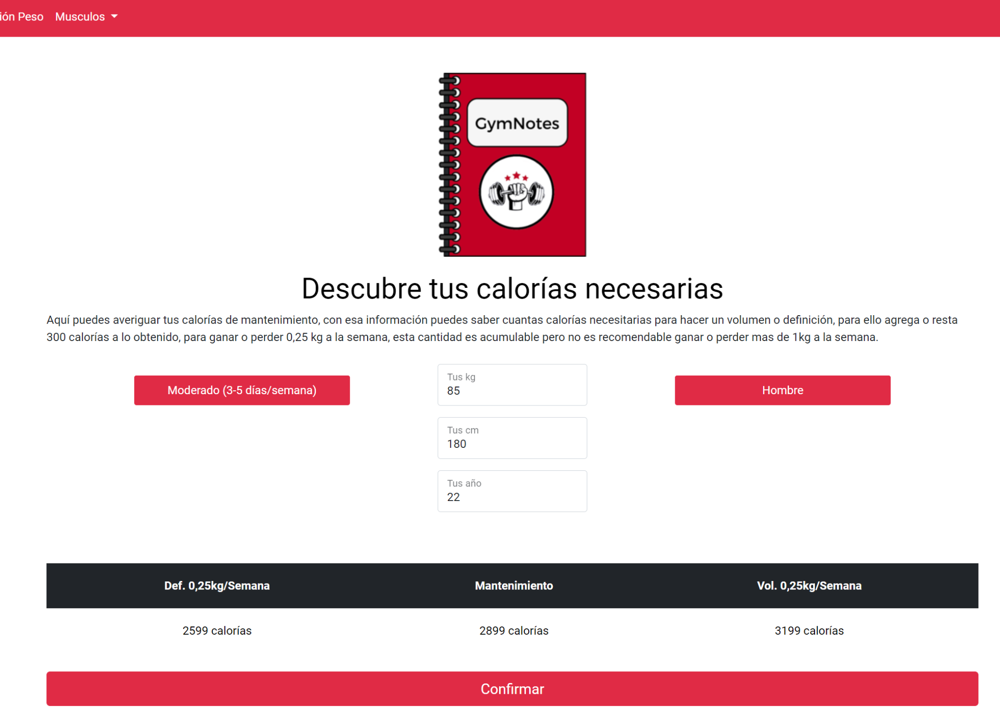 ión Peso Musculos
GymNotes
Descubre tus calorías necesarias
Aquí puedes averiguar tus calorías de mantenimiento, con esa información puedes saber cuantas calorías necesitarias para hacer un volumen o definición, para ello agrega o resta
300 calorías a lo obtenido, para ganar o perder 0,25 kg a la semana, esta cantidad es acumulable pero no es recomendable ganar o perder mas de 1kg a la semana.
Moderado (3-5 días/semana)
Tus kg
85
Hombre
Tus cm
180
Tus año
22
Def. 0,25kg/Semana Mantenimiento Vol. 0,25kg/Semana
2599 calorías 2899 calorías 3199 calorías
Confirmar